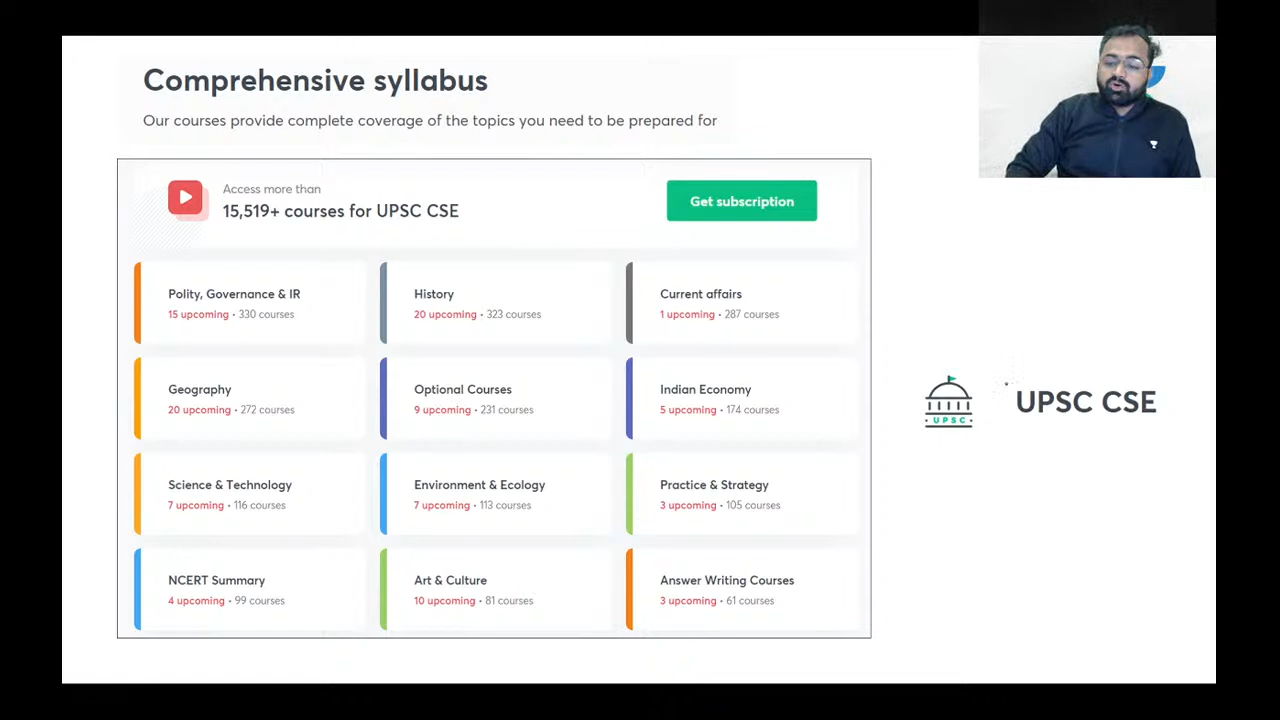 Comprehensive syllabus
Our courses provide complete coverage of the topics you need to be prepared for
Access more than
15,519+ courses for UPSC CSE
Get subscription
Polity, Governance & IR
15 upcoming • 330 courses
History
20 upcoming • 323 courses
Current affairs
1 upcoming • 287 courses
Geography
20 upcoming • 272 courses
Optional Courses
9 upcoming • 231 courses
Indian Economy
5 upcoming • 174 courses
Science & Technology
7 upcoming • 116 courses
Environment & Ecology
7 upcoming • 113 courses
Practice & Strategy
3 upcoming • 105 courses
NCERT Summary
4 upcoming • 99 courses
Art & Culture
10 upcoming • 81 courses
Answer Writing Courses
3 upcoming • 61 courses
UPSC
UPSC CSE